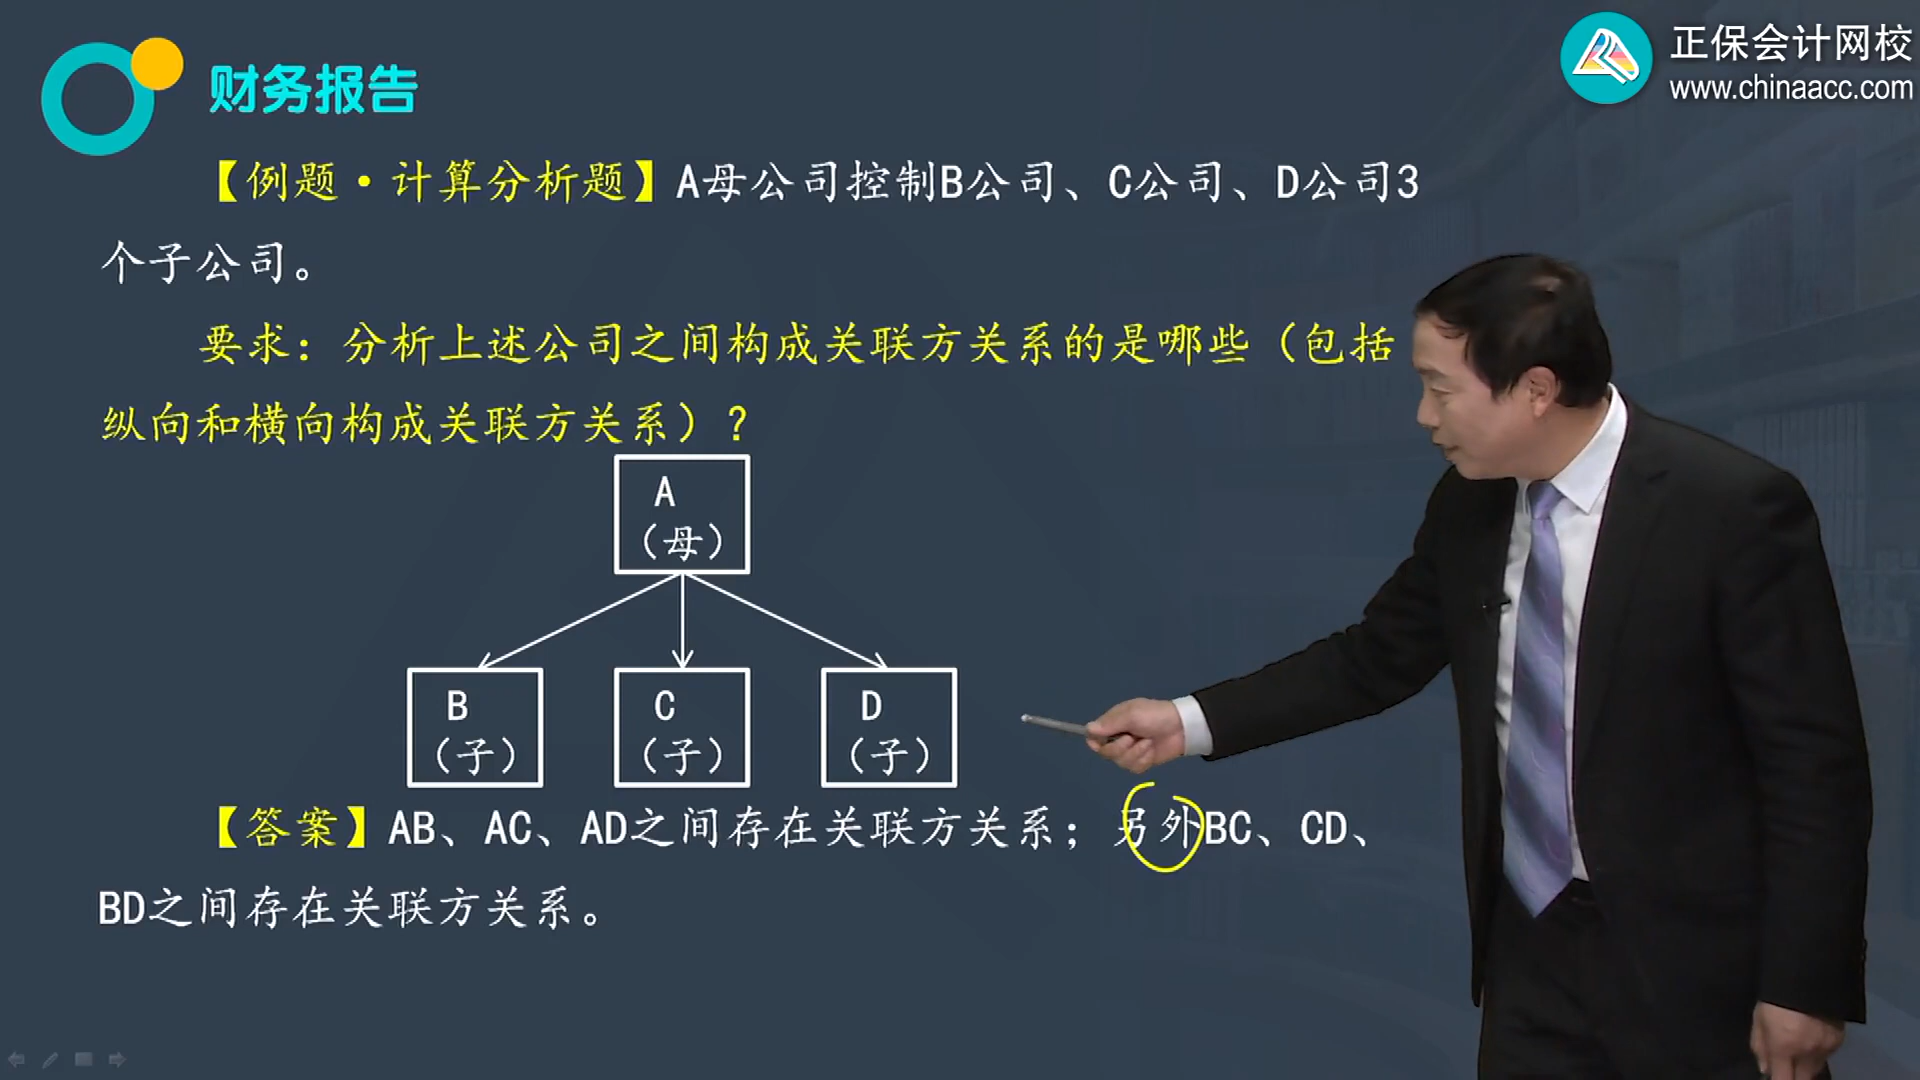 正保会计网校
www.chinaacc.com
财务报告
【例题·计算分析题】A母公司控制B公司、C公司、D公司3
个子公司。
要求：分析上述公司之间构成关联方关系的是哪些（包括
纵向和横向构成关联方关系）？
A
（母）
B
（子）
C
（子）
D
（子）
【答案】AB、AC、AD之间存在关联方关系；另外BC、CD、
BD之间存在关联方关系。